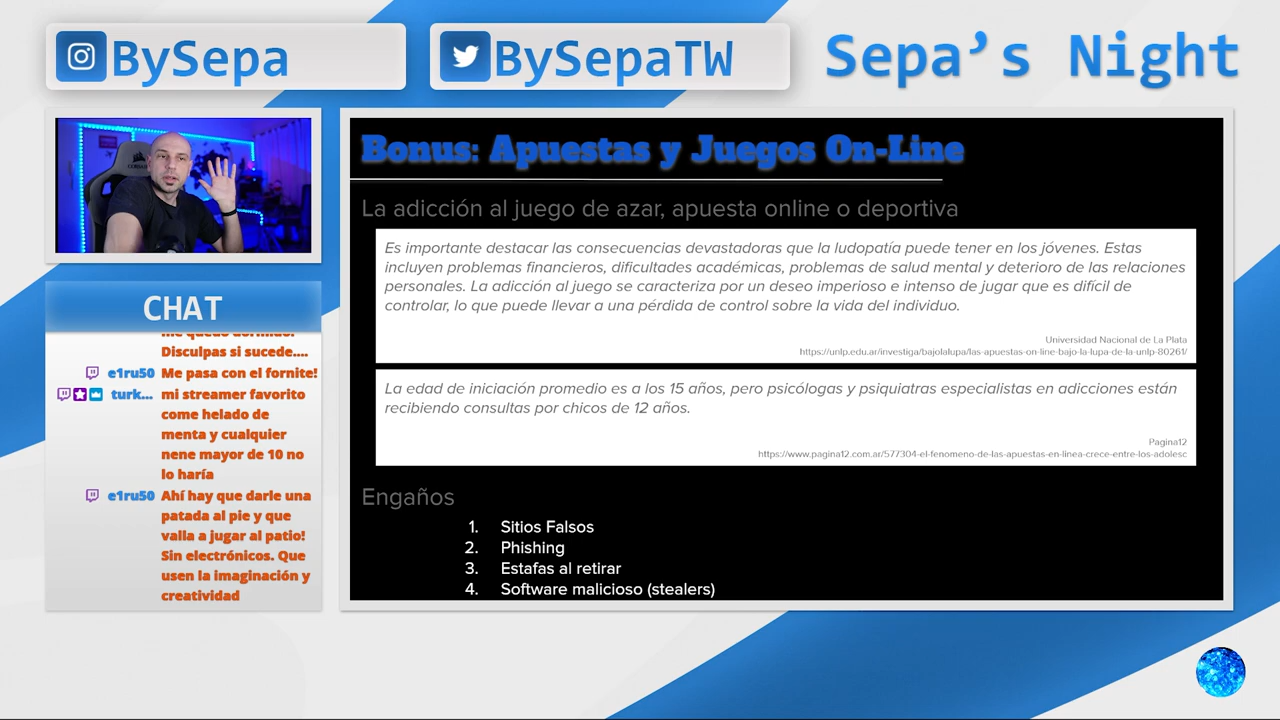 BySepa
BySepaTW
Sepa’s Night
Bonus: Apuestas y Juegos On-Line
La adicción al juego de azar, apuesta online o deportiva
Es importante destacar las consecuencias devastadoras que la ludopatía puede tener en los jóvenes. Estas
incluyen problemas financieros, dificultades académicas, problemas de salud mental y deterioro de las relaciones
personales. La adicción al juego se caracteriza por un deseo imperioso e intenso de jugar que es difícil de
controlar, lo que puede llevar a una pérdida de control sobre la vida del individuo.
Universidad Nacional de La Plata
https://unlp.edu.ar/investiga/bajolalupa/las-apuestas-on-line-bajo-la-lupa-de-la-unlp-80261/
La edad de iniciación promedio es a los 15 años, pero psicólogas y psiquiatras especialistas en adicciones están
recibiendo consultas por chicos de 12 años.
Pagina12
https://www.pagina12.com.ar/577304-el-fenomeno-de-las-apuestas-en-linea-crece-entre-los-adolesc
Engaños
1. Sitios Falsos
2. Phishing
3. Estafas al retirar
4. Software malicioso (stealers)
CHAT
me quedo dormido!
Disculpas si sucede....
e1ru50 Me pasa con el fornite!
turk... mi streamer favorito
come helado de
menta y cualquier
nene mayor de 10 no
lo haría
e1ru50 Ahí hay que darle una
patada al pie y que
valla a jugar al patio!
Sin electrónicos. Que
usen la imaginación y
creatividad